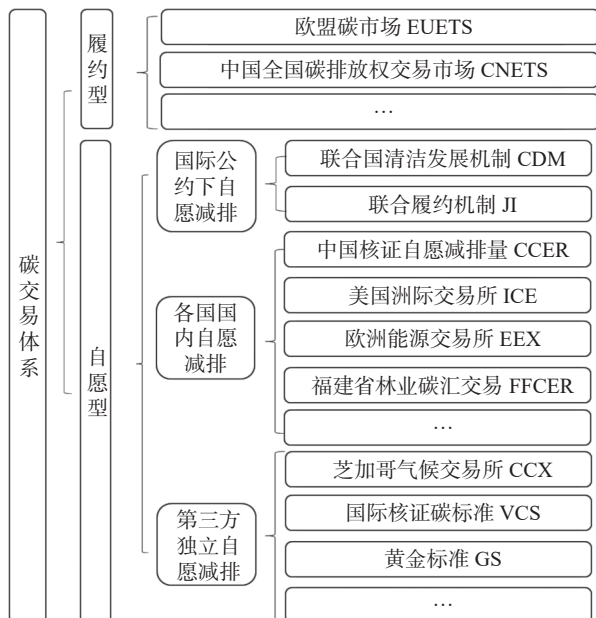 碳交易体系
履约型
欧盟碳市场 EUETS
中国全国碳排放权交易市场 CNETS
…
自愿型
国际公
约下自
愿减排
联合国清洁发展机制 CDM
联合履约机制 JI
各国国
内自愿
减排
中国核证自愿减排量 CCER
美国洲际交易所 ICE
欧洲能源交易所 EEX
福建省林业碳汇交易 FFCER
…
第三方
独立自
愿减排
芝加哥气候交易所 CCX
国际核证碳标准 VCS
黄金标准 GS
…